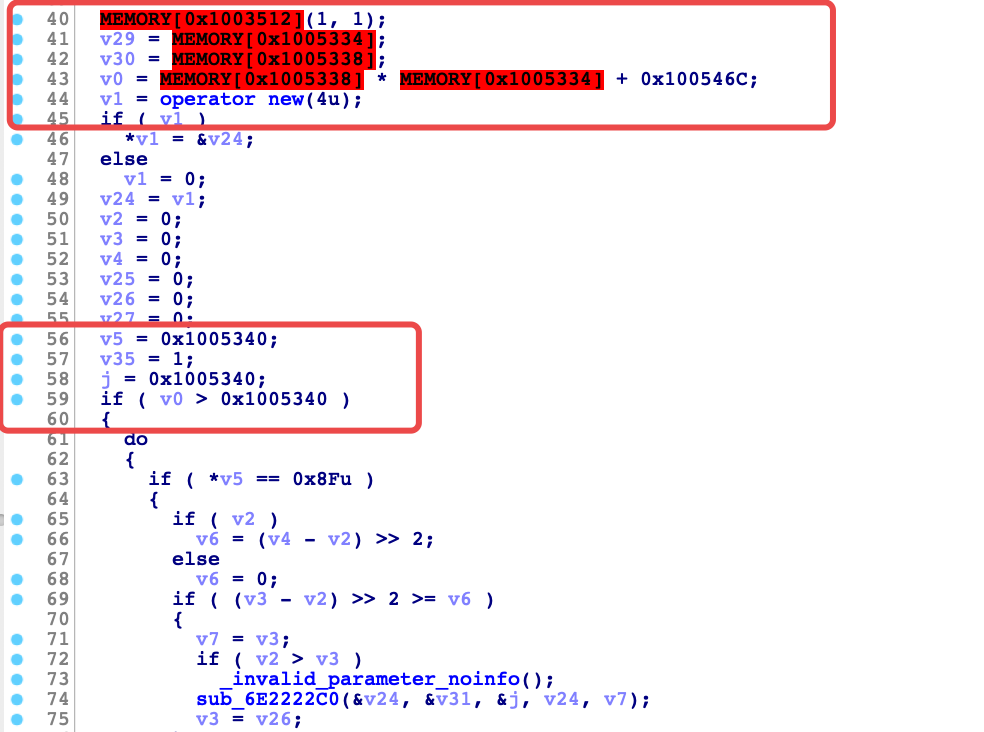 40 MEMORY[0x1003512](1, 1);
41 v29 = MEMORY[0x1005334];
42 v30 = MEMORY[0x1005338];
43 v0 = MEMORY[0x1005338] * MEMORY[0x1005334] + 0x100546C;
44 v1 = operator new(4u);
45 if ( v1 )
46 *v1 = &v24;
47 else
48 v1 = 0;
49 v24 = v1;
50 v2 = 0;
51 v3 = 0;
52 v4 = 0;
53 v25 = 0;
54 v26 = 0;
55 v27 = 0;
56 v5 = 0x1005340;
57 v35 = 1;
58 j = 0x1005340;
59 if ( v0 > 0x1005340 )
60 {
61 do
62 {
63 if ( *v5 == 0x8Fu )
64 {
65 if ( v2 )
66 v6 = (v4 - v2) >> 2;
67 else
68 v6 = 0;
69 if ( (v3 - v2) >> 2 >= v6 )
70 {
71 v7 = v3;
72 if ( v2 > v3 )
73 _invalid_parameter_noinfo();
74 sub_6E2222C0(&v24, &v31, &j, v24, v7);
75 v3 = v26;